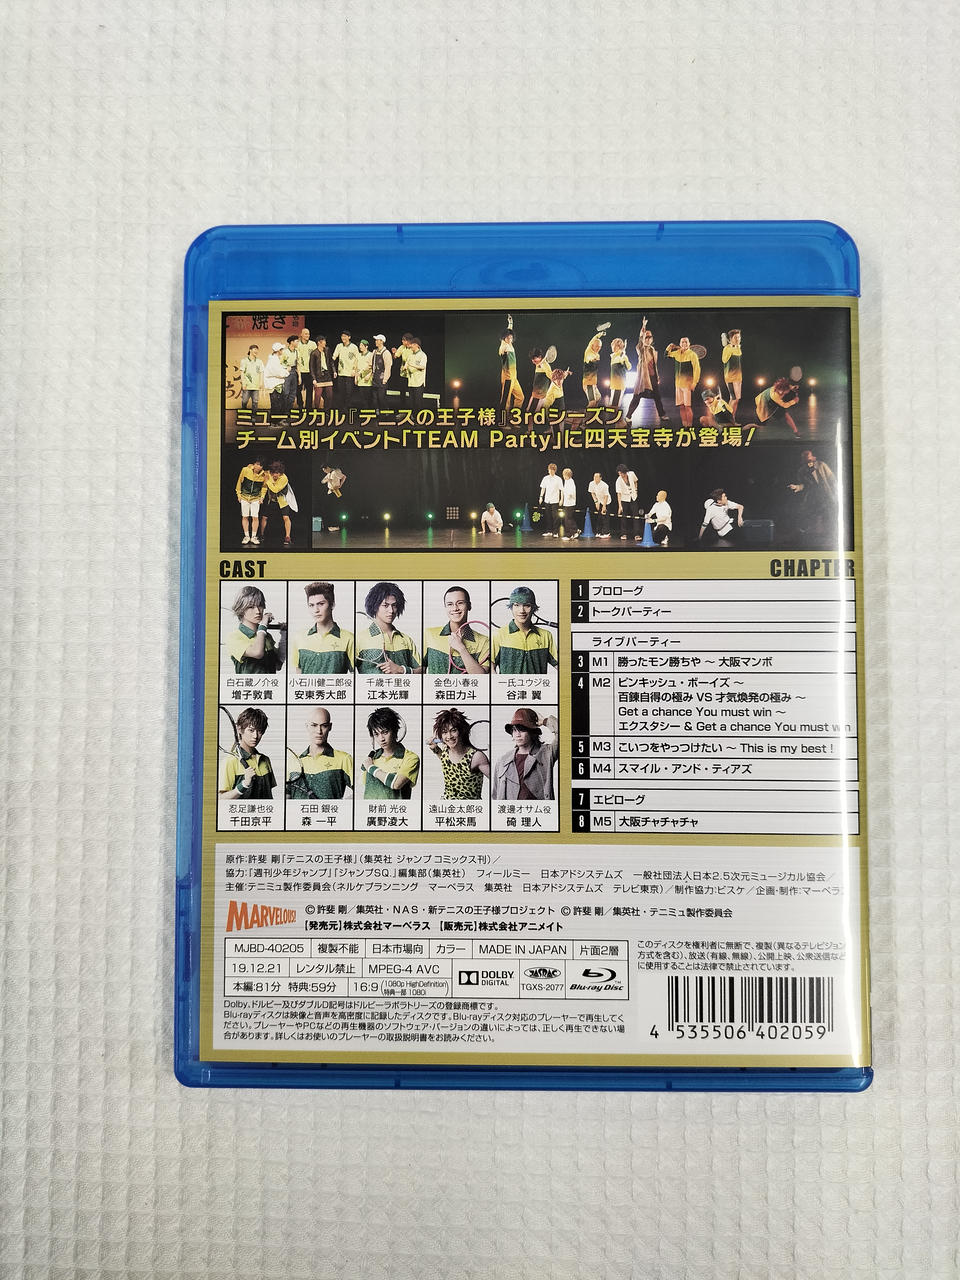 焼き
ミュージカル『テニスの王子様』3rdシーズン、
チーム別イベント「TEAM Party」に四天宝寺が登場!
CAST
CHAPTER
白石蔵ノ介役
増子敦貴
小石川健二郎役
安東秀大郎
千歳千里役
江本光輝
金色小春役
森田力斗
一氏ユウジ役
谷津 翼
忍足謙也役
千田京平
石田 銀役
森 一平
財前 光役
廣野凌大
遠山金太郎役
平松來馬
渡邊オサム役
碕 理人
1 プロローグ
2 トークパーティー
ライブパーティー
3 M1 勝ったモン勝ちや ～ 大阪マンボ
4 M2 ピンキッシュ・ボーイズ ～
百錬自得の極み VS 才気煥発の極み ～
Get a chance You must win ～
エクスタシー & Get a chance You must win
5 M3 こいつをやっつけたい ～ This is my best !
6 M4 スマイル・アンド・ティアズ
7 エピローグ
8 M5 大阪チャチャチャ
原作:許斐 剛『テニスの王子様』(集英社 ジャンプ コミックス刊)／
協力:『週刊少年ジャンプ』『ジャンプSQ.』編集部(集英社) フィールミー 日本アドシステムズ 一般社団法人日本2.5次元ミュージカル協会／
主催:テニミュ製作委員会(ネルケプランニング マーベラス 集英社 日本アドシステムズ テレビ東京)／制作協力:ビスケ／企画・制作:マーベラス
MARVELOUS!
©許斐 剛／集英社・NAS・新テニスの王子様プロジェクト ©許斐 剛／集英社・テニミュ製作委員会
【発売元】株式会社マーベラス 【販売元】株式会社アニメイト
MJBD-40205 複製不能 日本市場向 カラー MADE IN JAPAN 片面2層
19.12.21 レンタル禁止 MPEG-4 AVC
本編:81分 特典:59分 16:9 (1080p HighDefinition) 特典一部 1080i
DOLBY DIGITAL
JASRAC
TGXS-2077
Blu-ray Disc™
このディスクを権利者に無断で、複製(異なるテレビジョン
方式を含む)、放送(有線、無線)、公開上映、公衆送信など
に使用することは法律で禁止されています。
Dolby、ドルビー及びダブルD記号はドルビーラボラトリーズの登録商標です。
Blu-rayディスクは映像と音声を高密度に記録したディスクです。Blu-rayディスク対応のプレーヤーで再生してく
ださい。プレーヤーやPCなどの再生機器のソフトウェア・バージョンの違いによっては、正しく再生できない場
合があります。詳しくはお使いのプレーヤーの取扱説明書をお読みください。
4 535506 402059